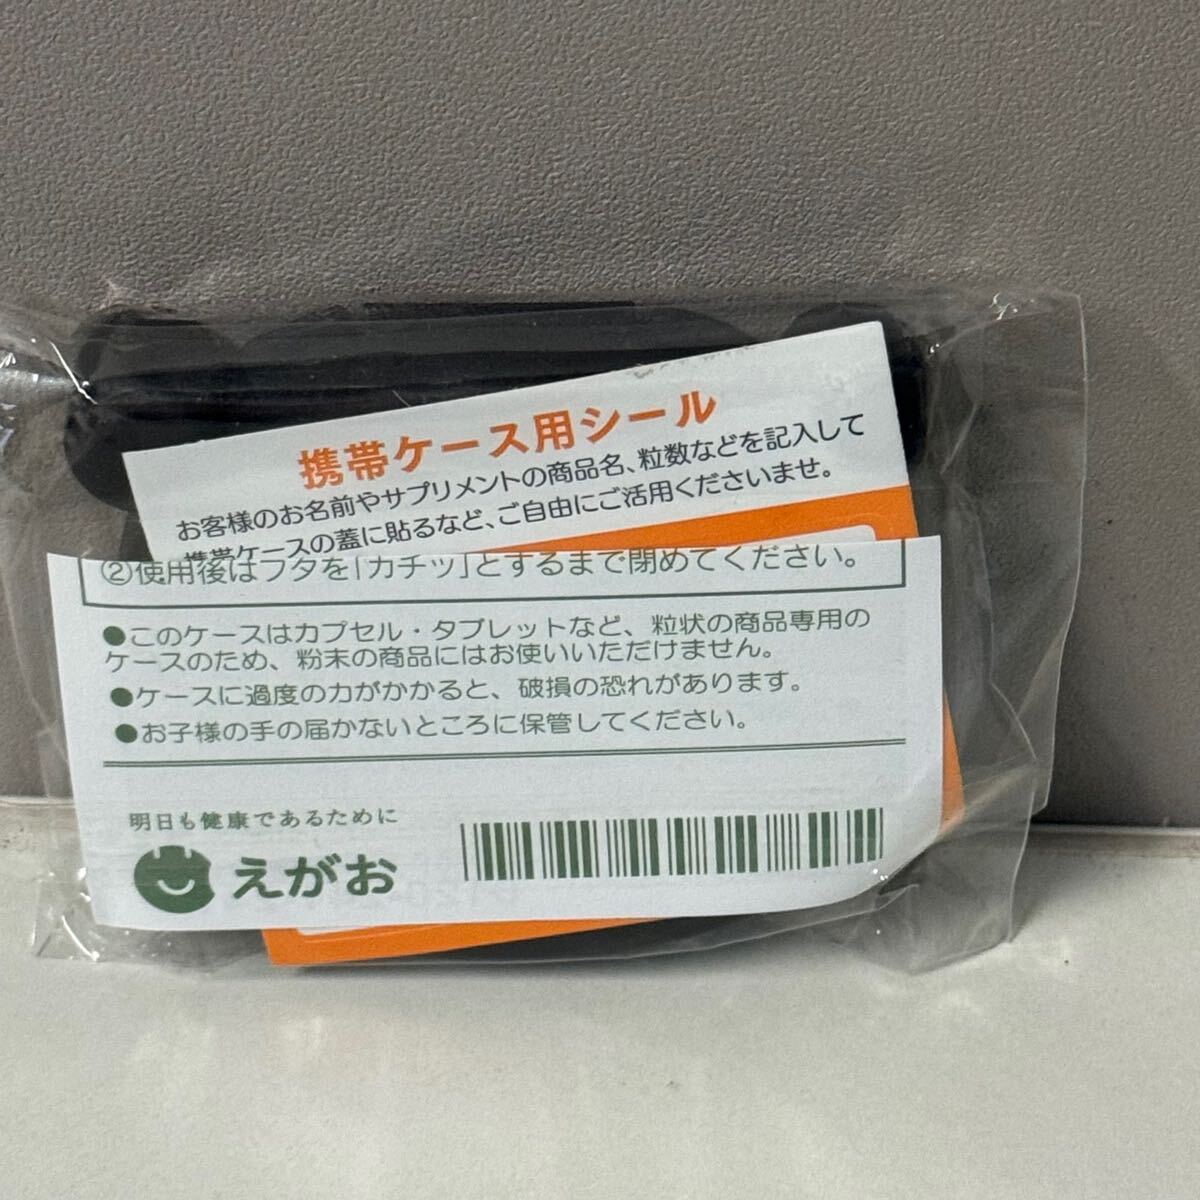 携帯ケース用シール
お客様のお名前やサプリメントの商品名、粒数などを記入して
携帯ケースの蓋に貼るなど、ご自由にご活用くださいませ。
②使用後はフタを「カチッ」とするまで閉めてください。
●このケースはカプセル・タブレットなど、粒状の商品専用の
ケースのため、粉末の商品にはお使いいただけません。
●ケースに過度の力がかかると、破損の恐れがあります。
●お子様の手の届かないところに保管してください。
明日も健康であるために
えがお